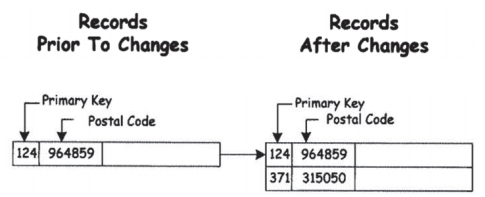 Records
Prior To Changes
Records
After Changes
Primary Key
Postal Code
124 964859
Primary Key
Postal Code
124 964859
371 315050